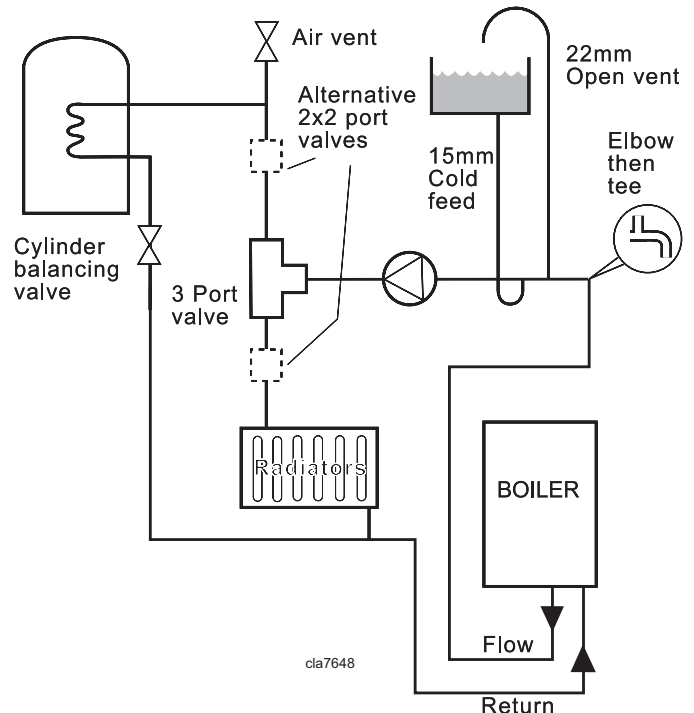 Air vent
22mm
Open vent
Alternative
2x2 port
valves
Elbow
then
tee
15mm
Cold
feed
Cylinder
balancing
valve
3 Port
valve
Radiators
BOILER
Flow
cla7648
Return